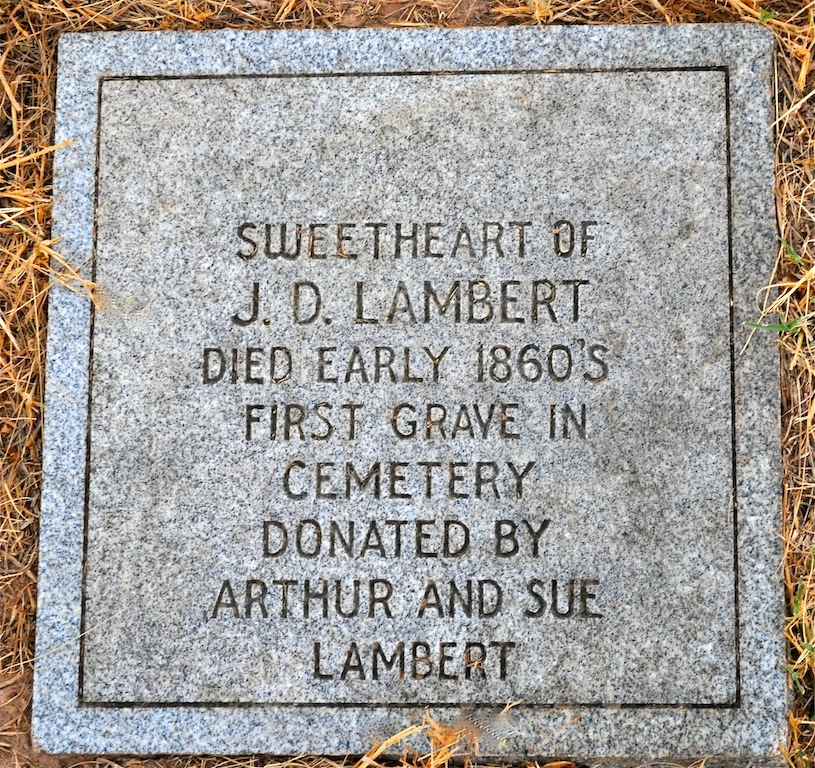 SWEETHEART OF
J. D. LAMBERT
DIED EARLY 1860'S
FIRST GRAVE IN
CEMETERY
DONATED BY
ARTHUR AND SUE
LAMBERT